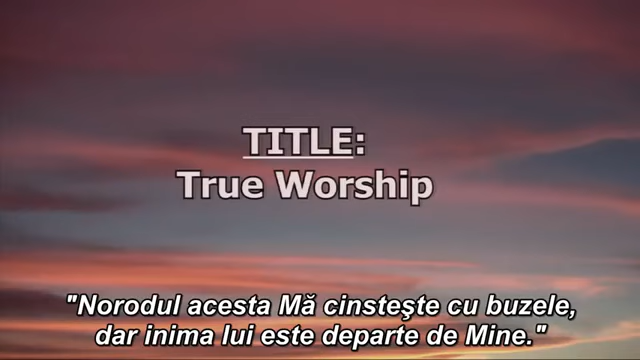 TITLE:
True Worship
"Norodul acesta Mă cinsteşte cu buzele,
dar inima lui este departe de Mine."